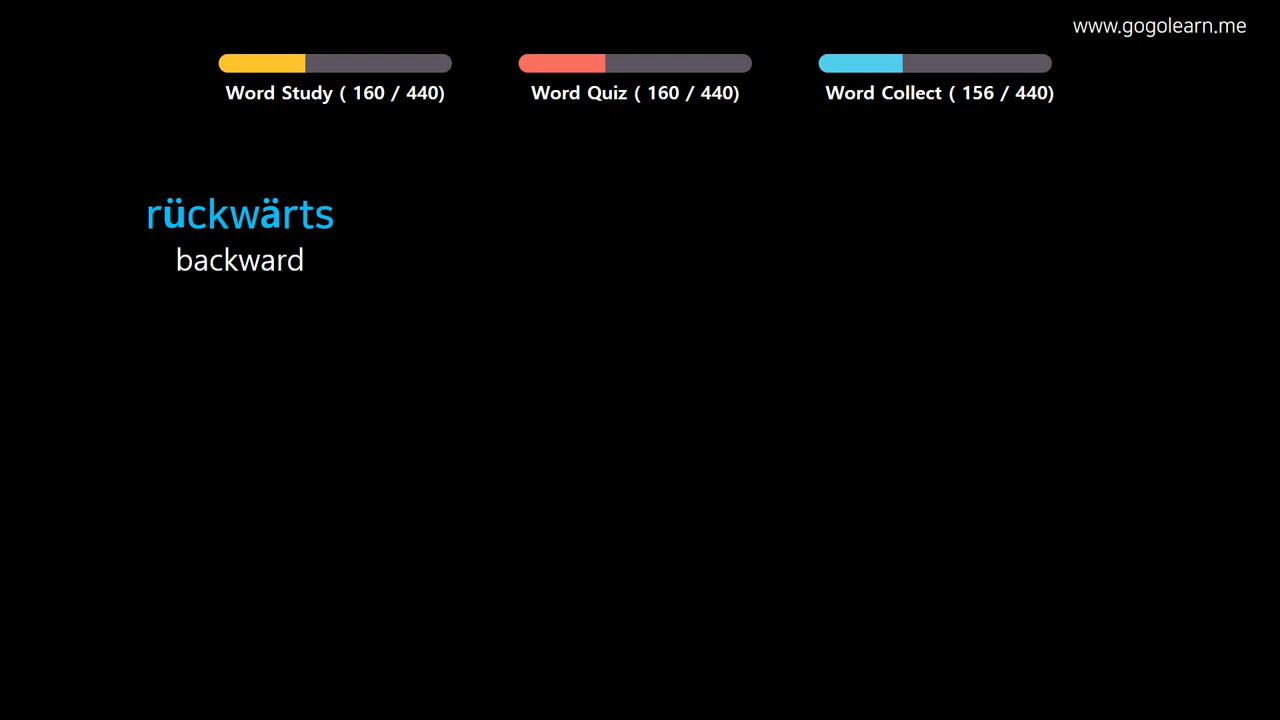 www.gogolearn.me
Word Study ( 160 / 440)
Word Quiz ( 160 / 440)
Word Collect ( 156 / 440)
rückwärts
backward